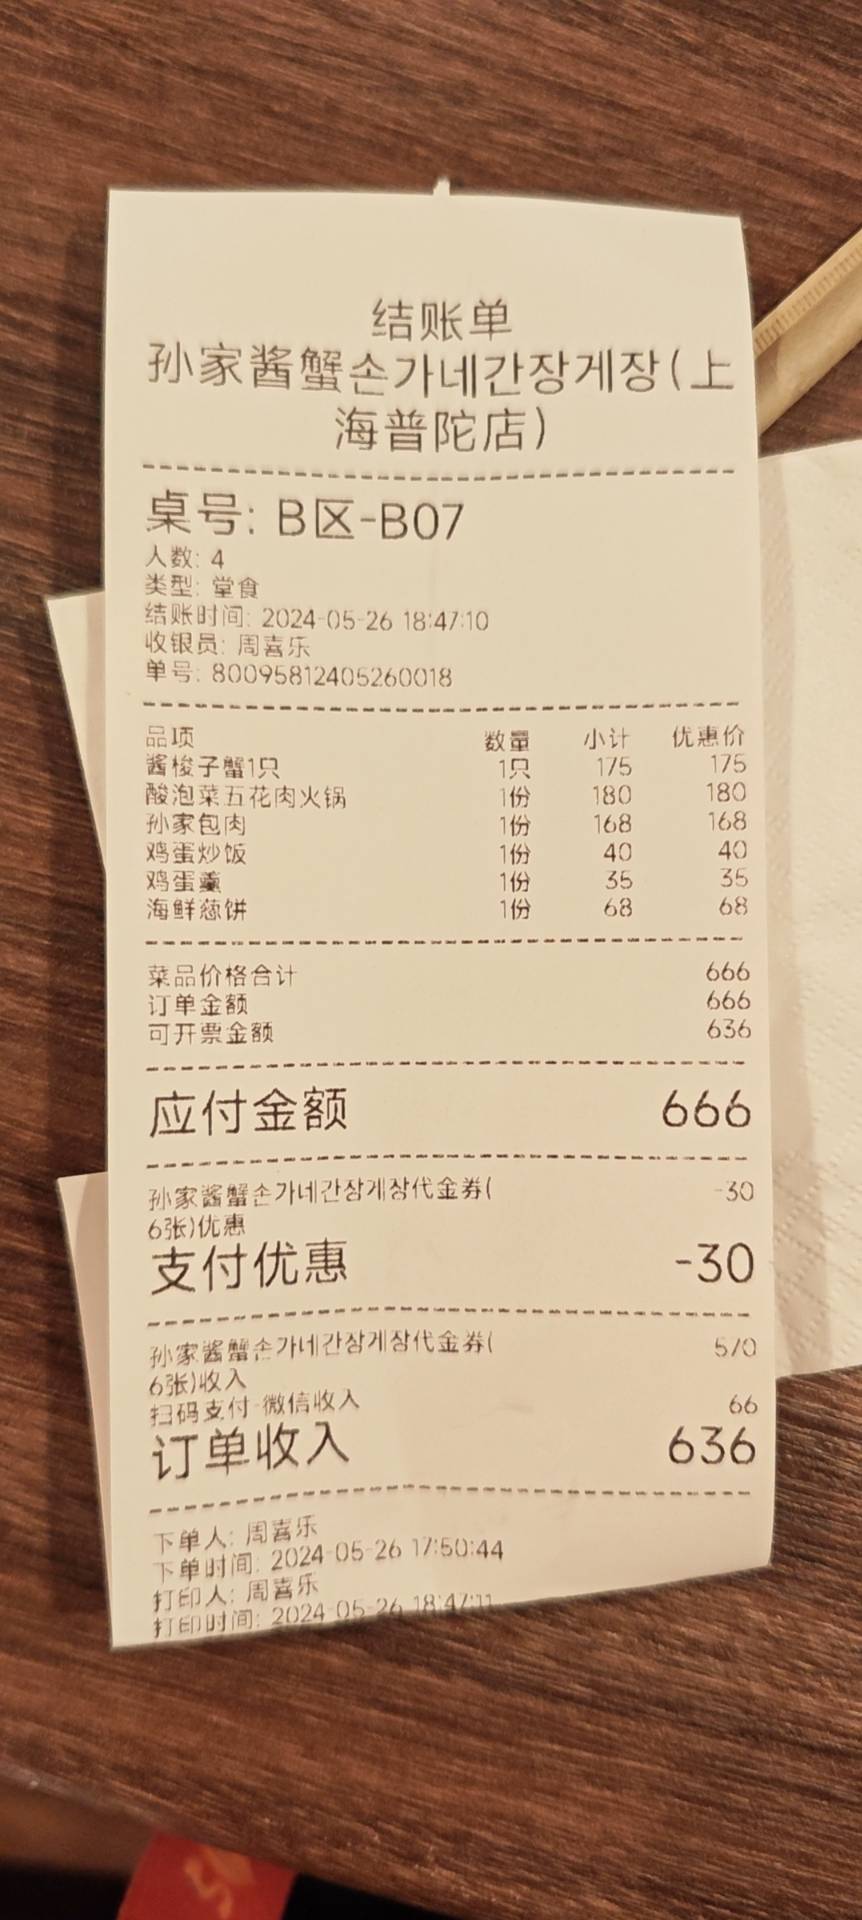 结账单
孙家酱蟹손가네간장게장(上
海普陀店)
桌号: B区-B07
人数: 4
类型: 堂食
结账时间: 2024-05-26 18:47:10
收银员: 周喜乐
单号: 80095812405260018
品项 数量 小计 优惠价
酱梭子蟹1只 1只 175 175
酸泡菜五花肉火锅 1份 180 180
孙家包肉 1份 168 168
鸡蛋炒饭 1份 40 40
鸡蛋羹 1份 35 35
海鲜葱饼 1份 68 68
菜品价格合计 666
订单金额 666
可开票金额 636
应付金额 666
孙家酱蟹손가네간장게장代金券( -30
6张)优惠
支付优惠 -30
孙家酱蟹손가네간장게장代金券( 570
6张)收入
扫码支付-微信收入 66
订单收入 636
下单人: 周喜乐
下单时间: 2024-05-26 17:50:44
打印人: 周喜乐
打印时间: 2024-05-26 18:47:11